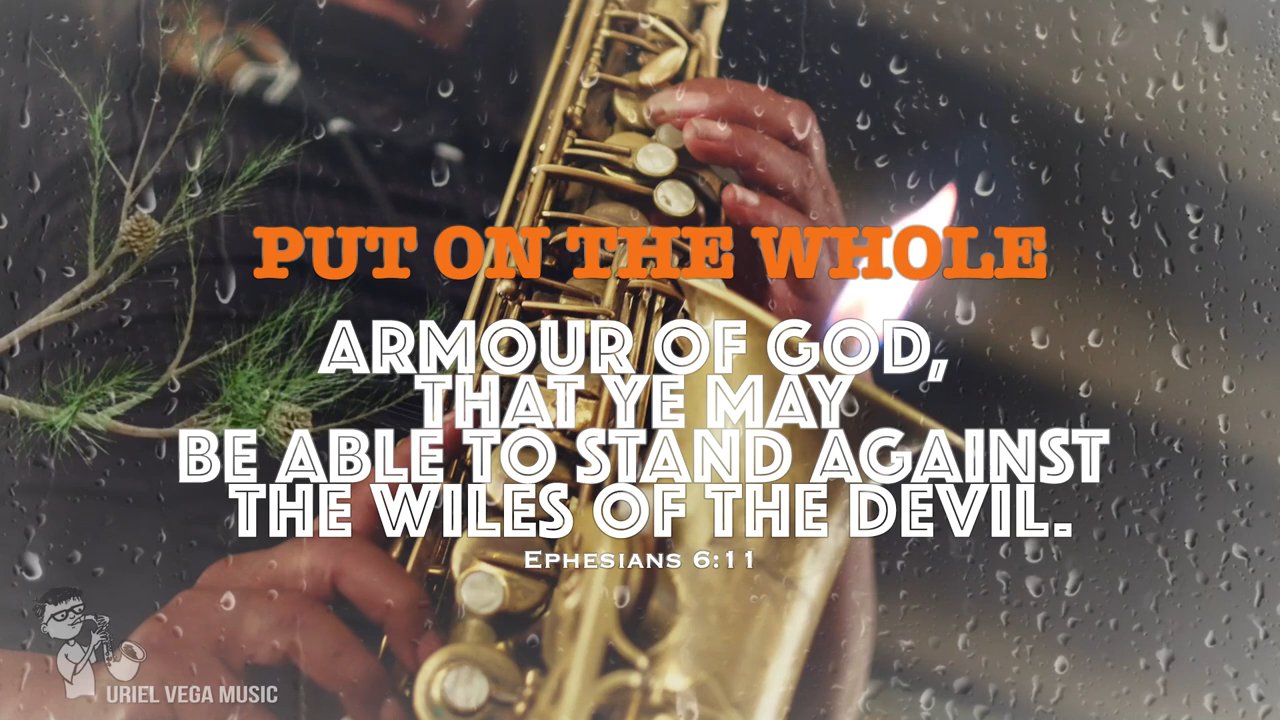 PUT ON THE WHOLE
ARMOUR OF GOD,
THAT YE MAY
BE ABLE TO STAND AGAINST
THE WILES OF THE DEVIL.
EPHESIANS 6:11
URIEL VEGA MUSIC